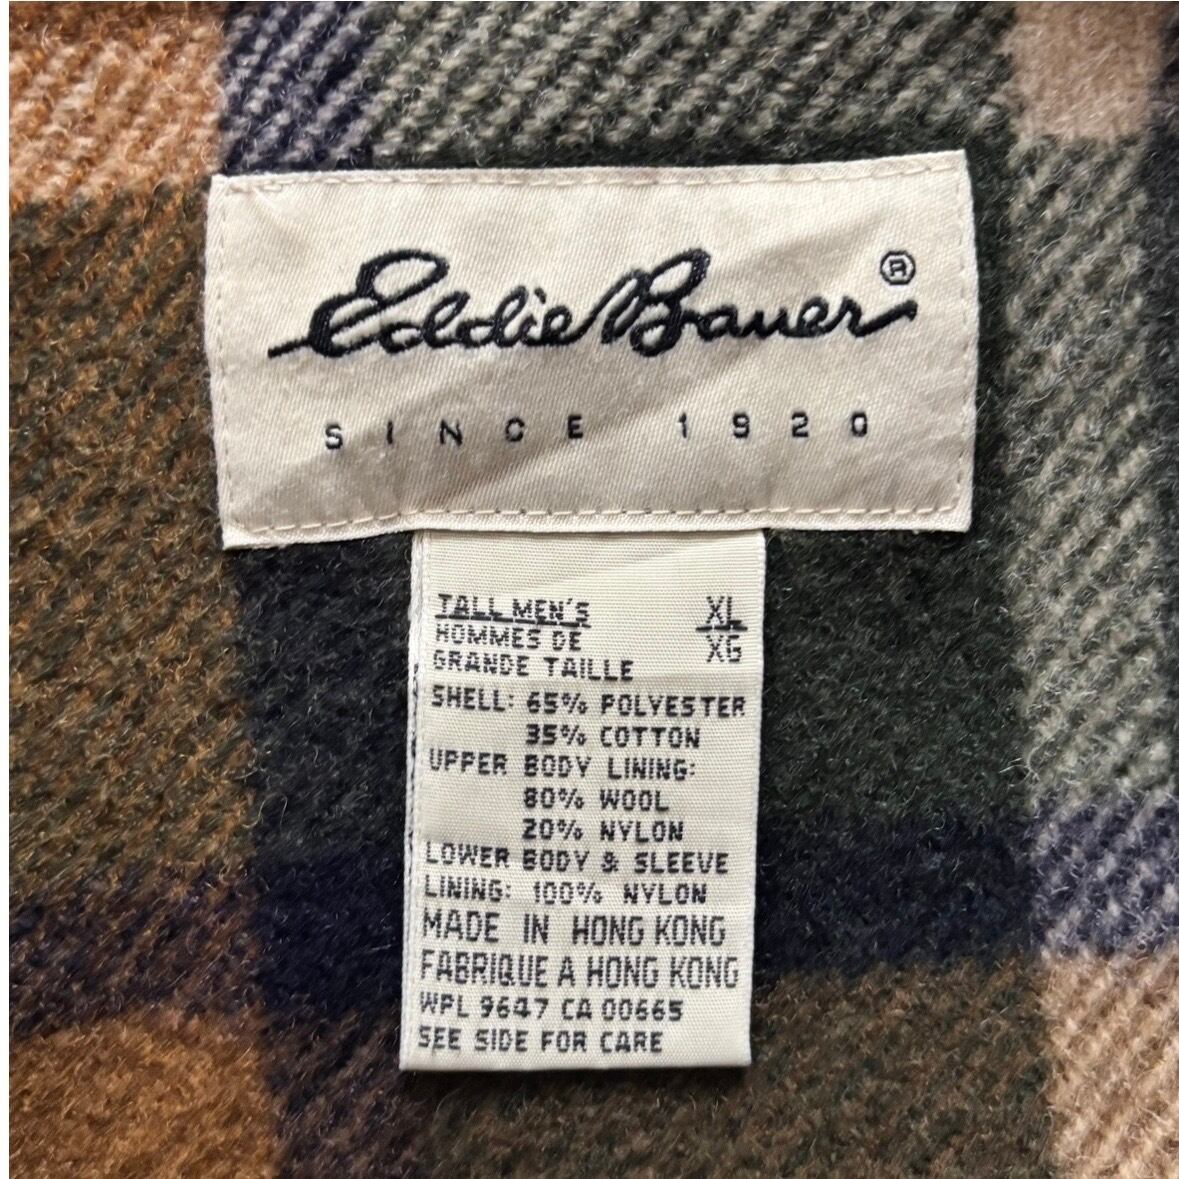 Eddie Bauer ®
SINCE 1920
TALL MEN'S XL
HOMMES DE XG
GRANDE TAILLE
SHELL: 65% POLYESTER
35% COTTON
UPPER BODY LINING:
80% WOOL
20% NYLON
LOWER BODY & SLEEVE
LINING: 100% NYLON
MADE IN HONG KONG
FABRIQUE A HONG KONG
WPL 9647 CA 00665
SEE SIDE FOR CARE